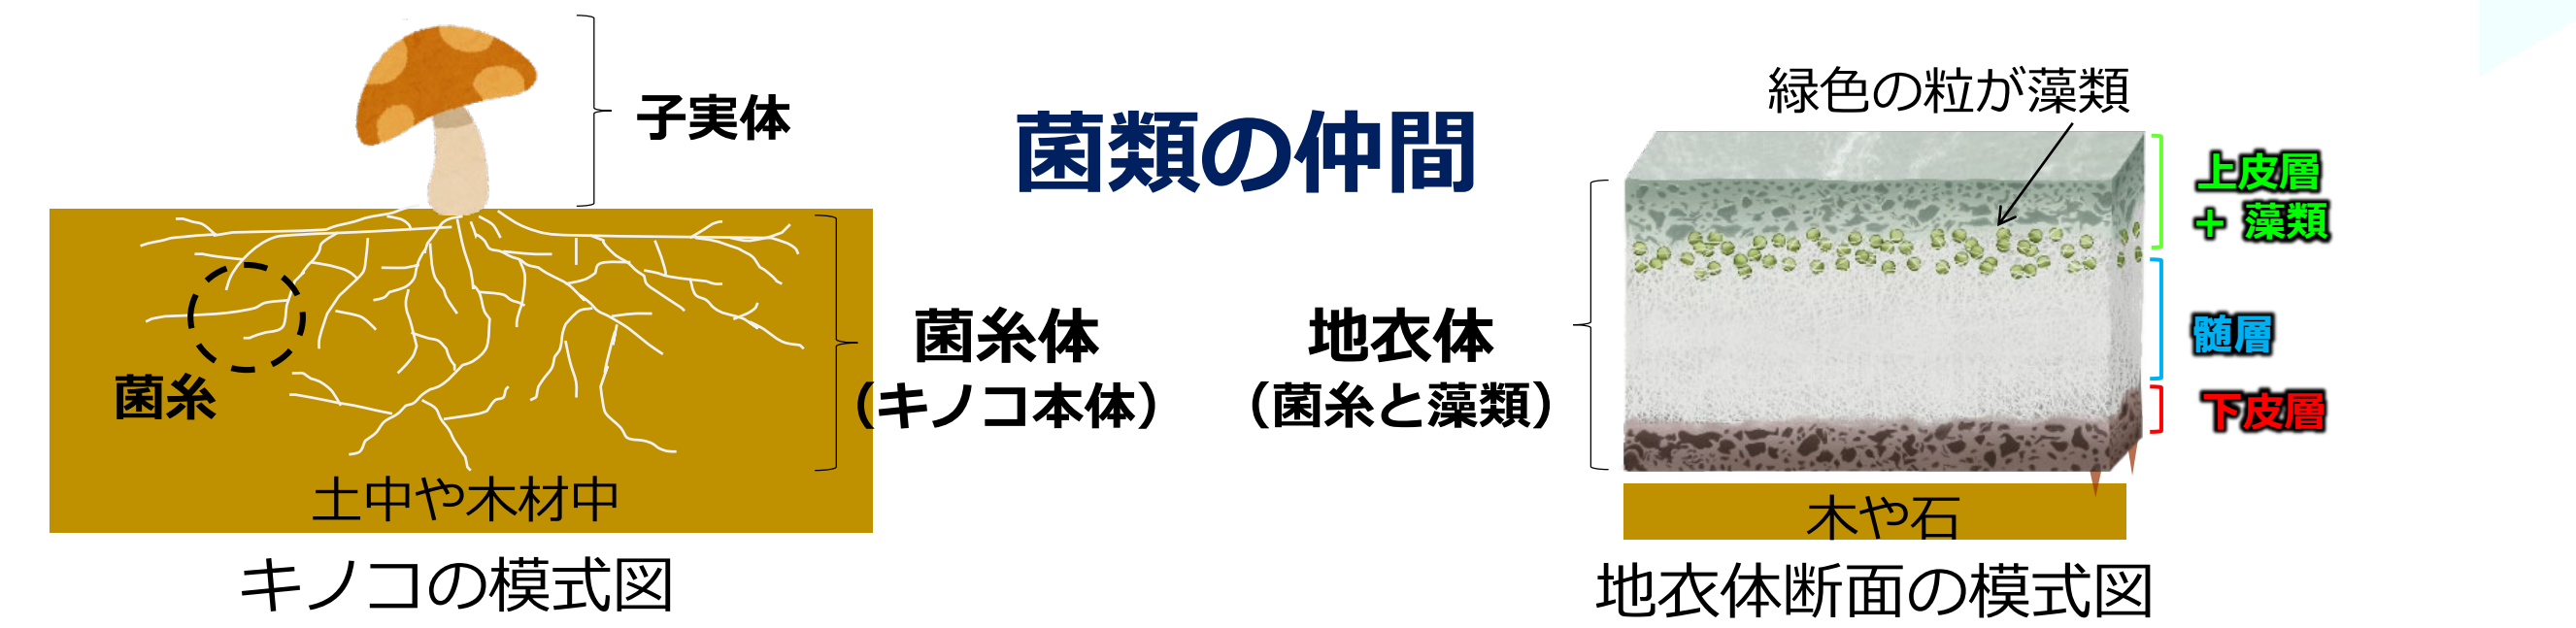 子実体
菌糸
菌糸体
（キノコ本体）
土中や木材中
キノコの模式図
菌類の仲間
緑色の粒が藻類
地衣体
（菌糸と藻類）
上皮層
+ 藻類
髄層
下皮層
木や石
地衣体断面の模式図